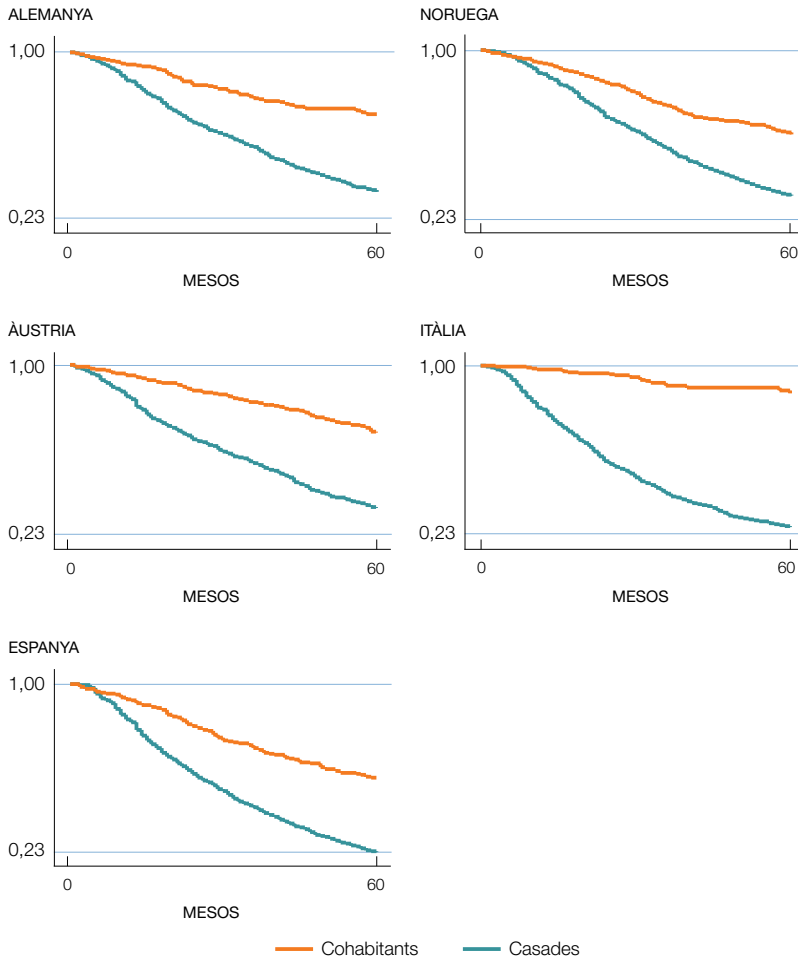 ALEMANYA
1,00
0,23
0
60
MESOS
NORUEGA
1,00
0,23
0
60
MESOS
ÀUSTRIA
1,00
0,23
0
60
MESOS
ITÀLIA
1,00
0,23
0
60
MESOS
ESPANYA
1,00
0,23
0
60
MESOS
Cohabitants
Casades